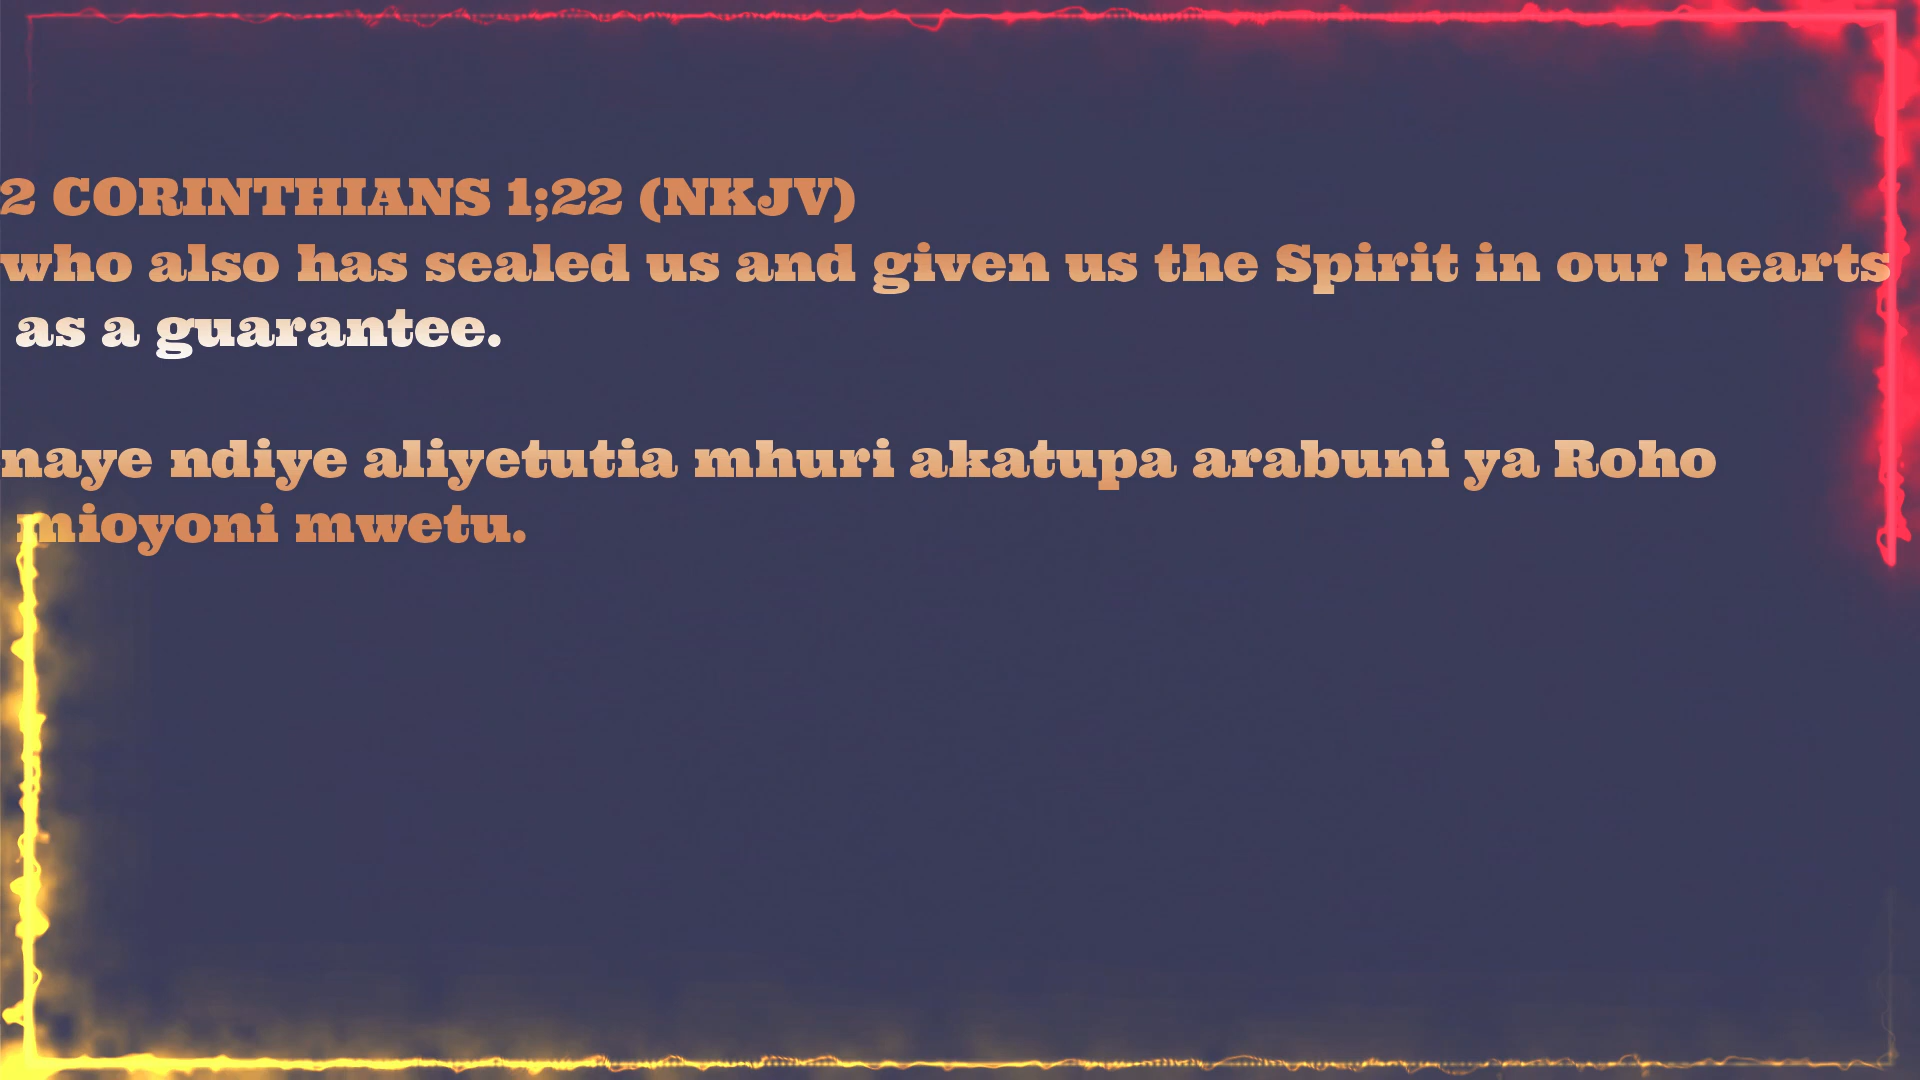 2 CORINTHIANS 1;22 (NKJV)
who also has sealed us and given us the Spirit in our hearts
as a guarantee.
naye ndiye aliyetutia mhuri akatupa arabuni ya Roho
mioyoni mwetu.